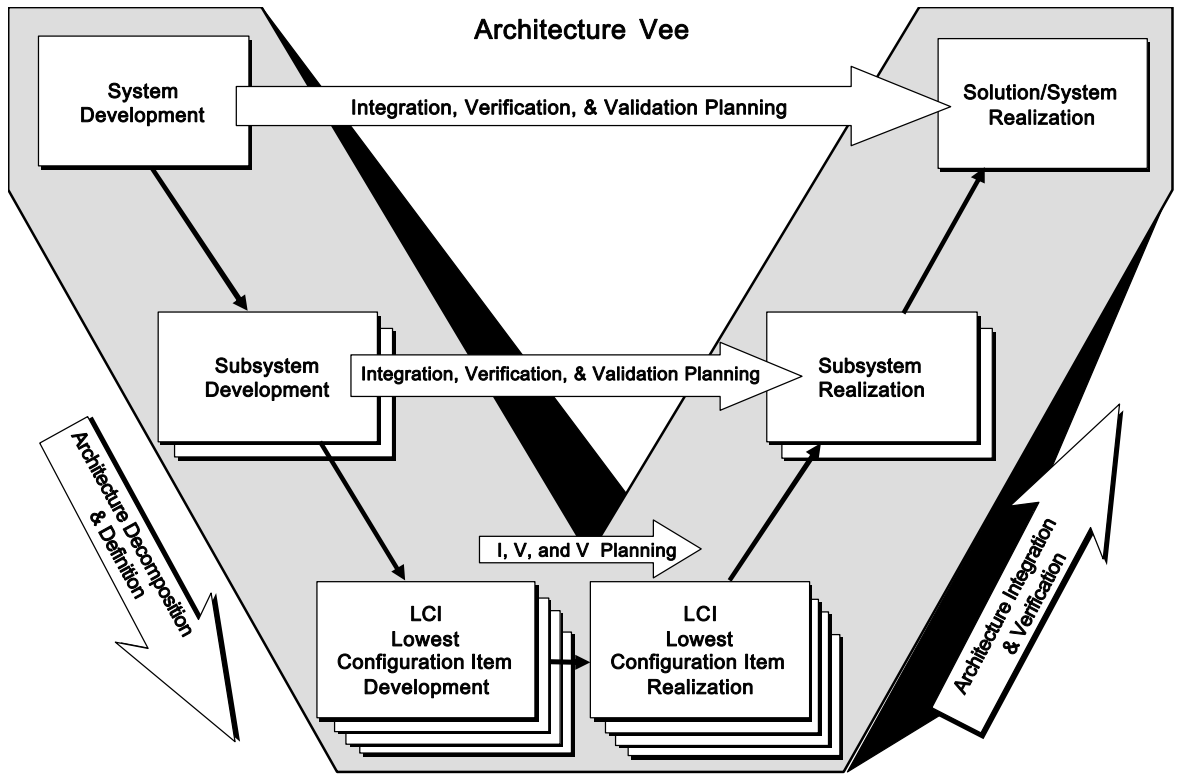 Architecture Vee
System
Development
Integration, Verification, & Validation Planning
Solution/System
Realization
Subsystem
Development
Integration, Verification, & Validation Planning
Subsystem
Realization
Architecture Decomposition
& Definition
I, V, and V Planning
LCI
Lowest
Configuration Item
Development
LCI
Lowest
Configuration Item
Realization
Architecture Integration
& Verification